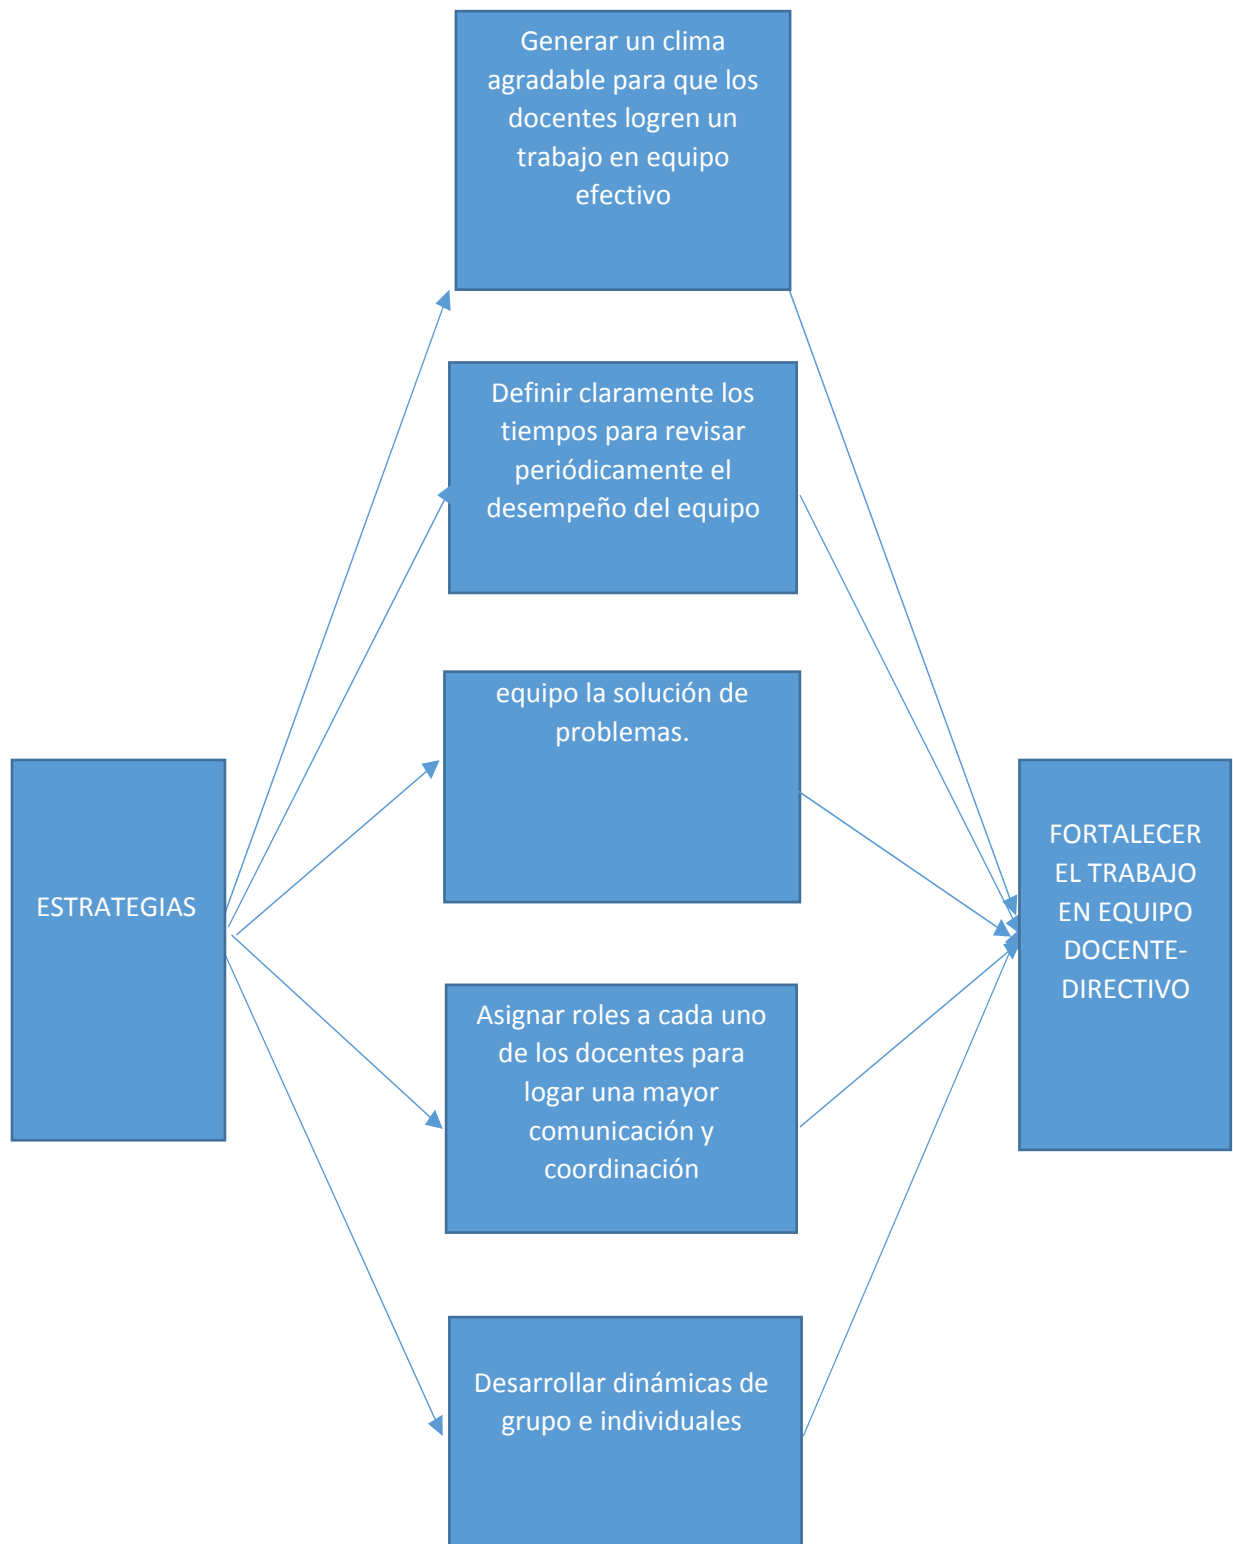 Generar un clima
agradable para que los
docentes logren un
trabajo en equipo
efectivo
Definir claramente los
tiempos para revisar
periódicamente el
desempeño del equipo
equipo la solución de
problemas.
ESTRATEGIAS
FORTALECER
EL TRABAJO
EN EQUIPO
DOCENTE-
DIRECTIVO
Asignar roles a cada uno
de los docentes para
logar una mayor
comunicación y
coordinación
Desarrollar dinámicas de
grupo e individuales